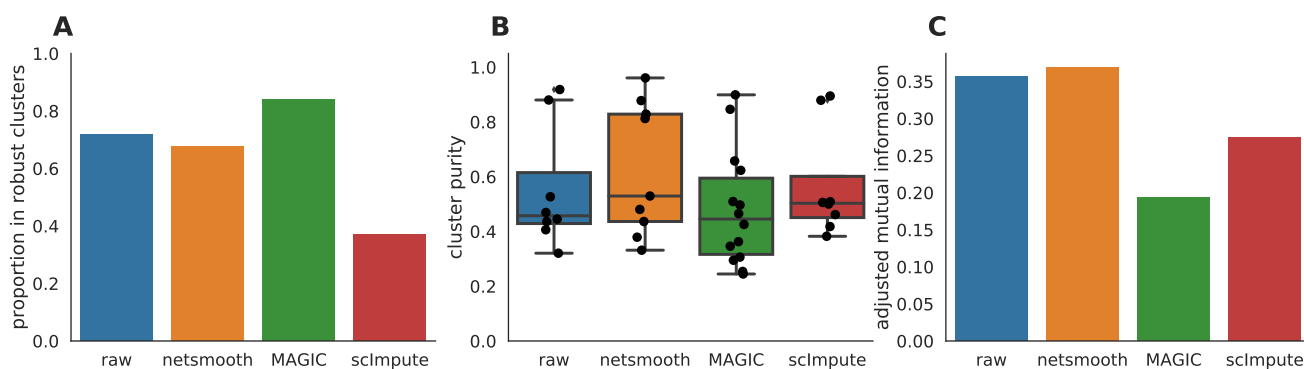 A
proportion in robust clusters
1.0
0.8
0.6
0.4
0.2
0.0
raw netsmooth MAGIC scImpute
B
cluster purity
1.0
0.8
0.6
0.4
0.2
0.0
raw netsmooth MAGIC scImpute
C
adjusted mutual information
0.35
0.30
0.25
0.20
0.15
0.10
0.05
0.00
raw netsmooth MAGIC scImpute